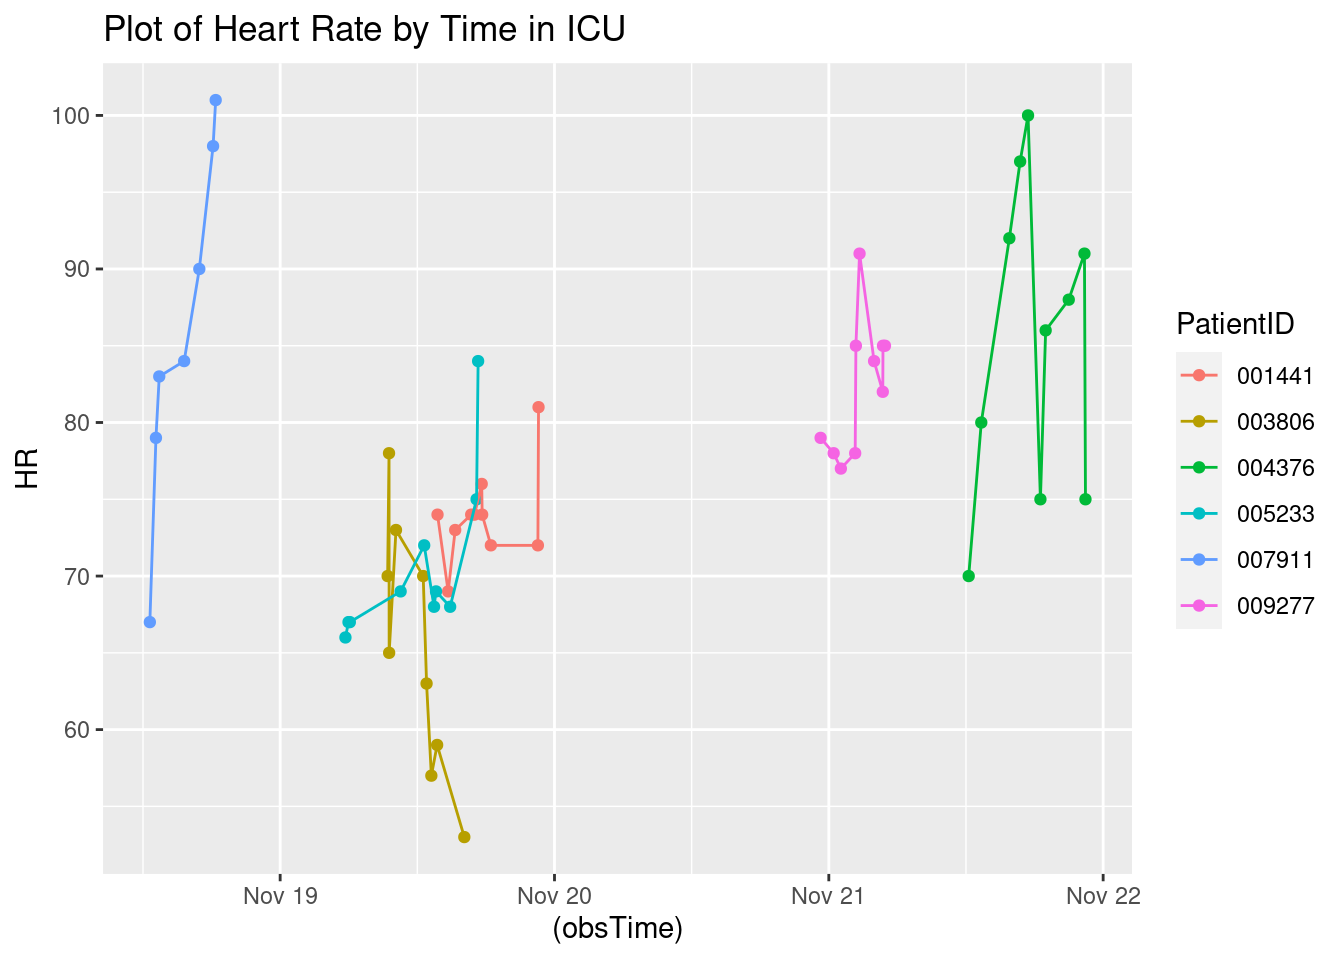 Plot of Heart Rate by Time in ICU
100
90
80
70
60
HR
Nov 19
Nov 20
Nov 21
Nov 22
(obsTime)
PatientID
001441
003806
004376
005233
007911
009277